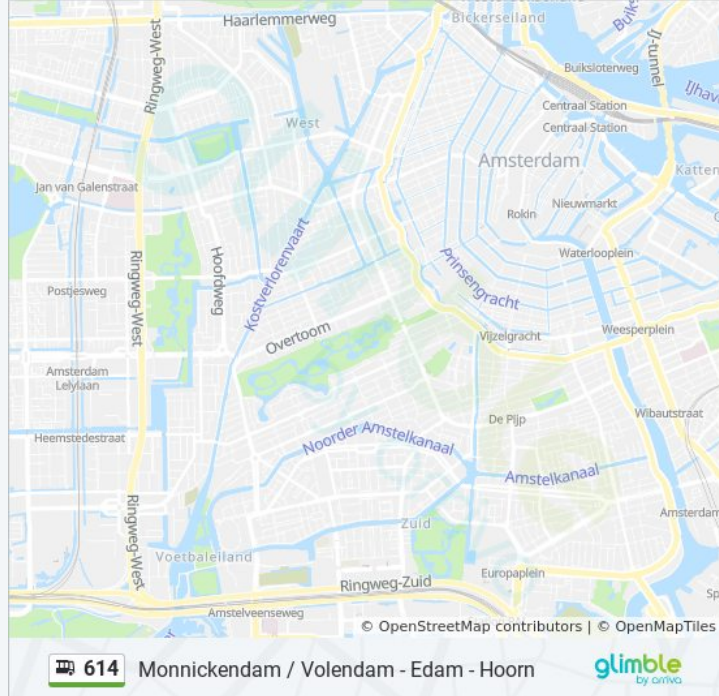 Haarlemmerweg
Bickerseiland
Ringweg-West
IJ-tunnel
Buiksloterweg
Centraal Station
Centraal Station
West
Amsterdam
Jan van Galenstraat
Nieuwmarkt
Rokin
Waterlooplein
Kostverlorenvaart
Hoofdweg
Prinsengracht
Postjesweg
Ringweg-West
Overtoom
Vijzelgracht
Weesperplein
Amsterdam
Lelylaan
Wibautstraat
De Pijp
Heemstedestraat
Noorder Amstelkanaal
Amstelkanaal
Ringweg-West
Amsterdam
Zuid
Voetbaleiland
Europaplein
Ringweg-Zuid
Amstelveenseweg
© OpenStreetMap contributors | © OpenMapTiles
614 Monnickendam / Volendam - Edam - Hoorn
glimble
by arriva